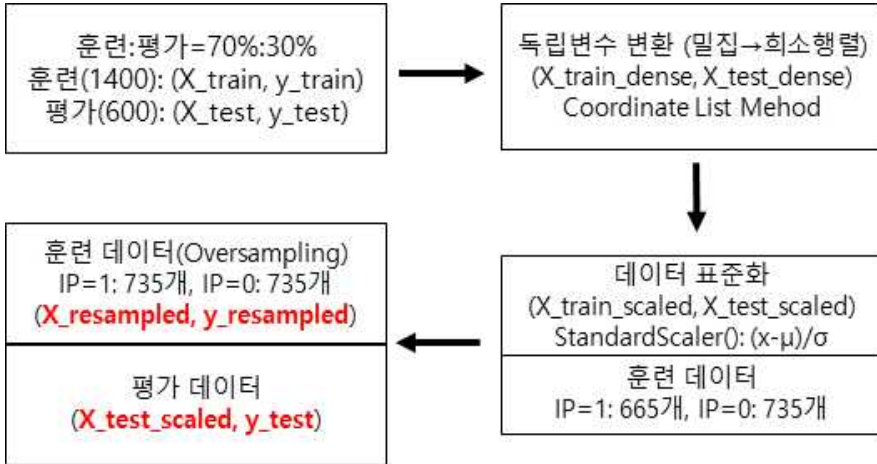 훈련:평가=70%:30%
훈련(1400): (X_train, y_train)
평가(600): (X_test, y_test)
독립변수 변환 (밀집→희소행렬)
(X_train_dense, X_test_dense)
Coordinate List Mehod
데이터 표준화
(X_train_scaled, X_test_scaled)
StandardScaler(): (x-μ)/σ
훈련 데이터
IP=1: 665개, IP=0: 735개
훈련 데이터(Oversampling)
IP=1: 735개, IP=0: 735개
(X_resampled, y_resampled)
평가 데이터
(X_test_scaled, y_test)